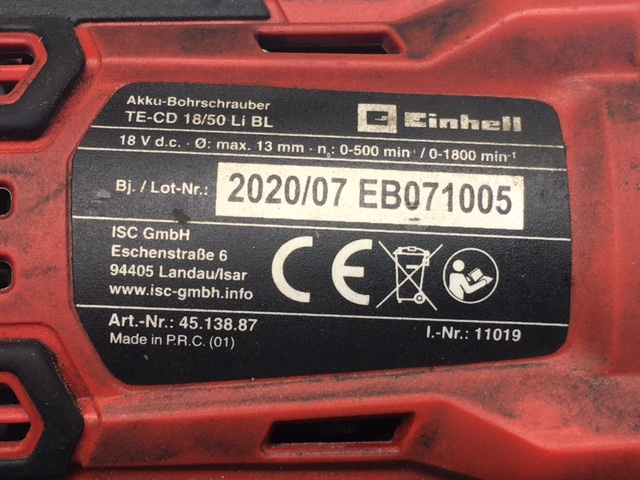 Akku-Bohrschrauber
TE-CD 18/50 Li BL
Einhell
18 V d.c. · Ø: max. 13 mm · n₀: 0-500 min⁻¹ / 0-1800 min⁻¹
Bj. / Lot-Nr.: 2020/07 EB071005
ISC GmbH
Eschenstraße 6
94405 Landau/Isar
www.isc-gmbh.info
CE
Art.-Nr.: 45.138.87
I.-Nr.: 11019
Made in P.R.C. (01)